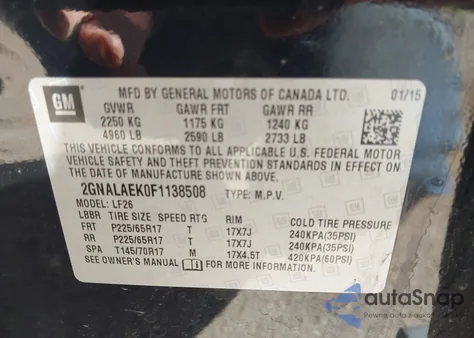 GM
MFD BY GENERAL MOTORS OF CANADA LTD. 01/15
GVWR GAWR FRT GAWR RR
2250 KG 1175 KG 1240 KG
4960 LB 2590 LB 2733 LB
THIS VEHICLE CONFORMS TO ALL APPLICABLE U.S. FEDERAL MOTOR
VEHICLE SAFETY AND THEFT PREVENTION STANDARDS IN EFFECT ON
THE DATE OF MANUFACTURE SHOWN ABOVE.
2GNALAEK0F1138508 TYPE: M.P.V.
MODEL: LF26
LBBR TIRE SIZE SPEED RTG RIM COLD TIRE PRESSURE
FRT P225/65R17 T 17X7J 240KPA(35PSI)
RR P225/65R17 T 17X7J 240KPA(35PSI)
SPA T145/70R17 M 17X4.5T 420KPA(60PSI)
SEE OWNER'S MANUAL FOR MORE INFORMATION
autoSnap